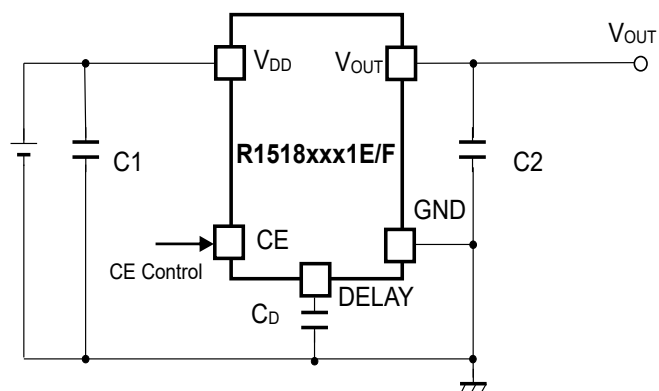 VOUT
VDD
VOUT
R1518xxx1E/F
C1
C2
GND
CE
CE Control
DELAY
CD